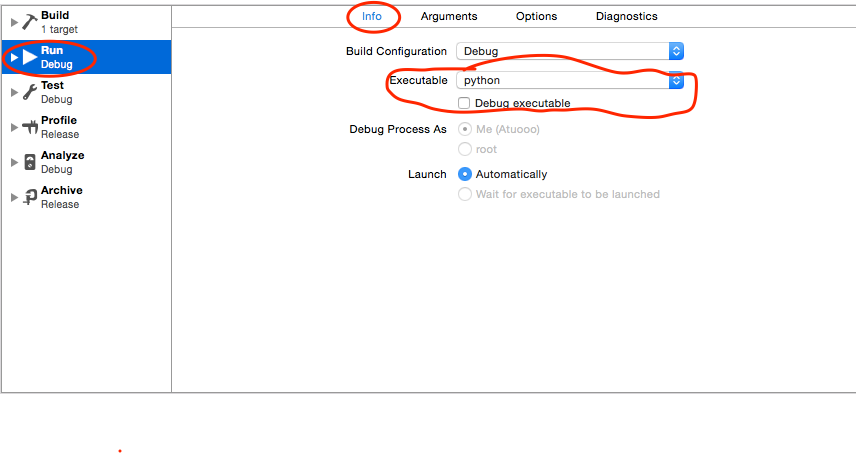 Build
1 target
Run
Debug
Test
Debug
Profile
Release
Analyze
Debug
Archive
Release
Info Arguments Options Diagnostics
Build Configuration Debug
Executable python
Debug executable
Debug Process As Me (Atuooo)
root
Launch Automatically
Wait for executable to be launched